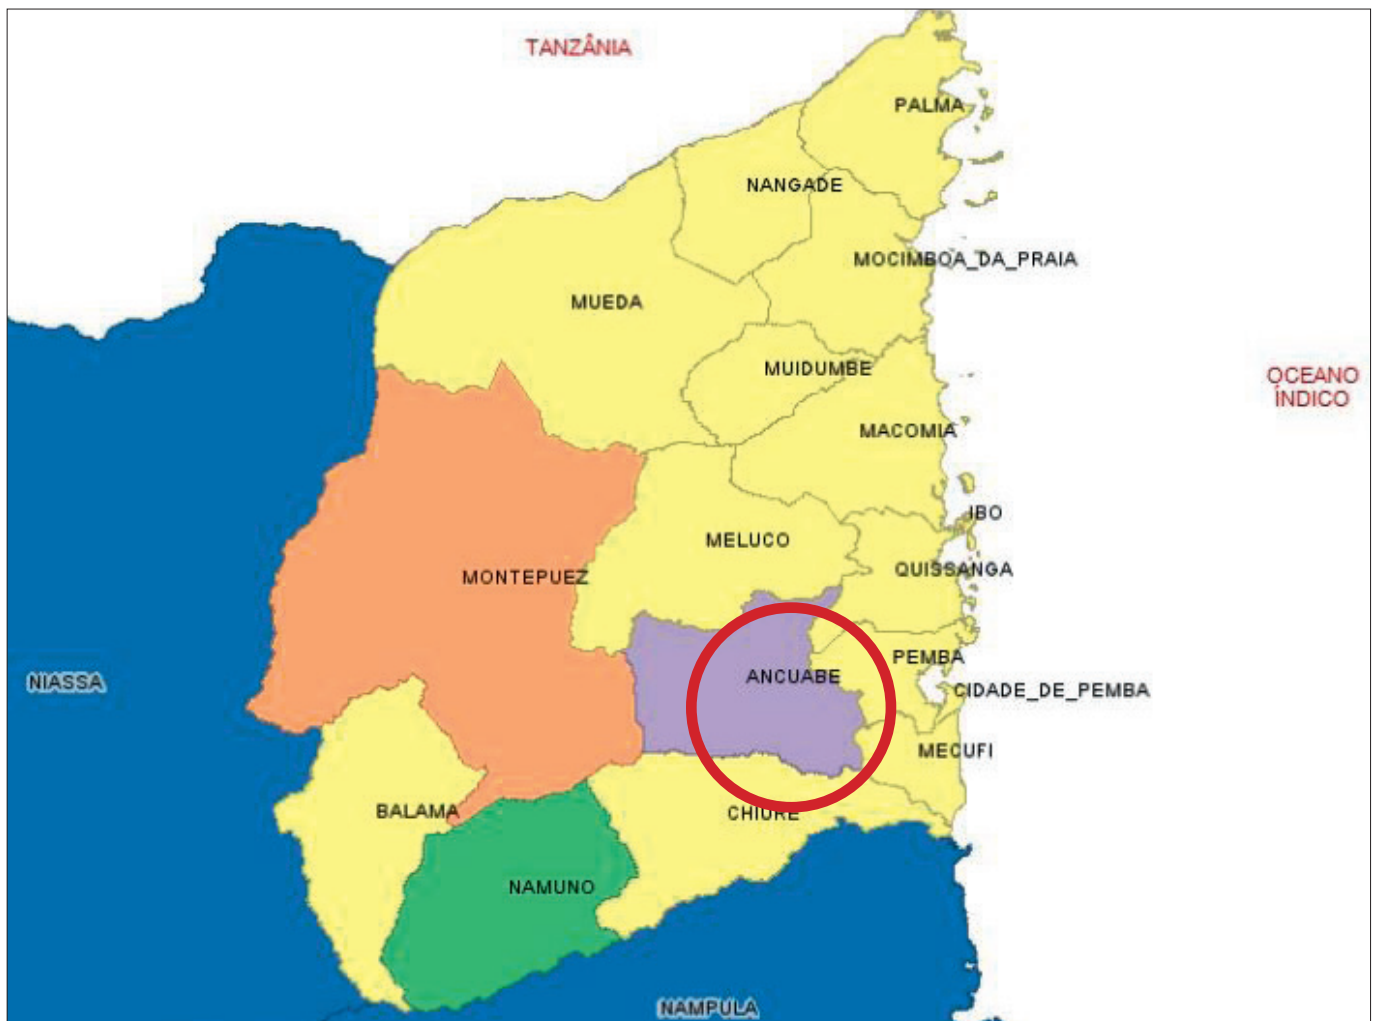 TANZÂNIA
PALMA
NANGADE
MOCIMBOA_DA_PRAIA
MUEDA
MUIDUMBE
OCEANO
ÍNDICO
MACOMIA
IBO
MELUCO
QUISSANGA
MONTEPUEZ
PEMBA
ANCUABE
NIASSA
CIDADE_DE_PEMBA
MECUFI
BALAMA
CHIURE
NAMUNO
NAMPULA